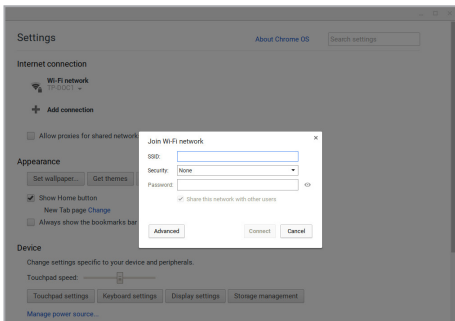 Settings
About Chrome OS
Search settings
Internet connection
Wi-Fi network
TP-DOCT
Add connection
Allow proxies for shared network
Join Wi-Fi network
SSID:
Security: None
Password:
Share this network with other users
Advanced Connect Cancel
Appearance
Set wallpaper... Get themes
Show Home button
New Tab page Change
Always show the bookmarks bar
Device
Change settings specific to your device and peripherals.
Touchpad speed:
Touchpad settings Keyboard settings Display settings Storage management
Manage power source...